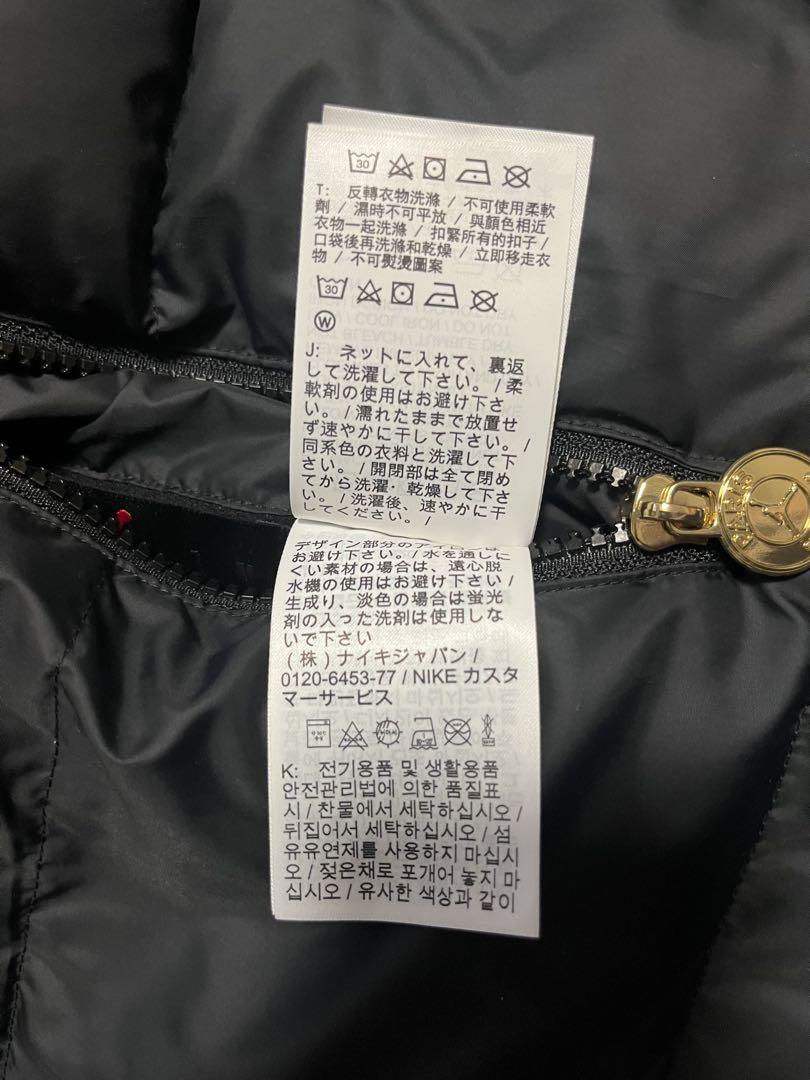 30
T: 反轉衣物洗滌 / 不可使用柔軟
劑 / 濕時不可平放 / 與顏色相近
衣物一起洗滌 / 扣緊所有的扣子 /
口袋後再洗滌和乾燥 / 立即移走衣
物 / 不可熨燙圖案
30
W
J: ネットに入れて、裏返
して洗濯して下さい。/ 柔
軟剤の使用はお避け下さ
い。/ 濡れたままで放置せ
ず速やかに干して下さい。/
同系色の衣料と洗濯して下
さい。/ 開閉部は全て閉め
てから洗濯・乾燥して下さ
い。/ 洗濯後、速やかに干
してください。/
お避け下さい。/ 水を通しに
くい素材の場合は、遠心脱
水機の使用はお避け下さい /
生成り、淡色の場合は蛍光
剤の入った洗剤は使用しな
いで下さい
(株) ナイキジャパン /
0120-6453-77 / NIKE カスタ
マーサービス
K: 전기용품 및 생활용품
안전관리법에 의한 품질표
시 / 찬물에서 세탁하십시오 /
뒤집어서 세탁하십시오 / 섬
유유연제를 사용하지 마십시
오 / 젖은채로 포개어 놓지 마
십시오 / 유사한 색상과 같이